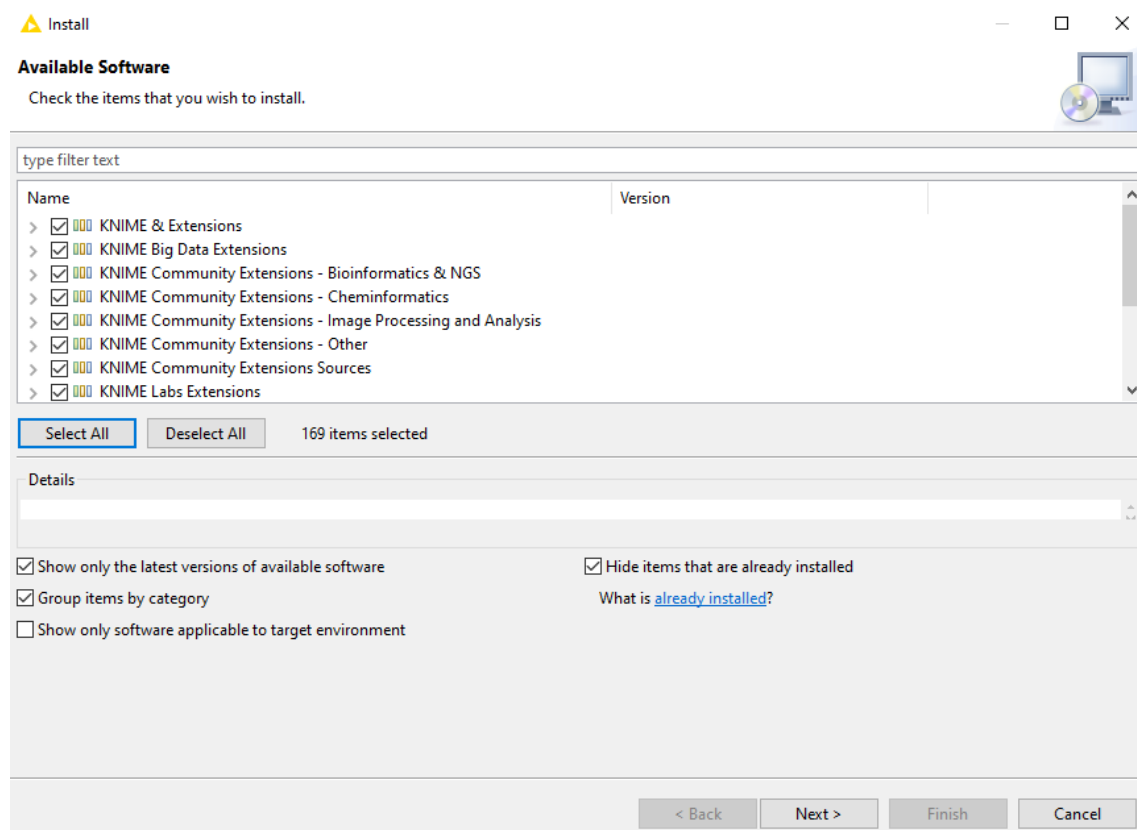 Install
Available Software
Check the items that you wish to install.
type filter text
Name Version
KNIME & Extensions
KNIME Big Data Extensions
KNIME Community Extensions - Bioinformatics & NGS
KNIME Community Extensions - Cheminformatics
KNIME Community Extensions - Image Processing and Analysis
KNIME Community Extensions - Other
KNIME Community Extensions Sources
KNIME Labs Extensions
Select All Deselect All 169 items selected
Details
Show only the latest versions of available software Hide items that are already installed
Group items by category What is already installed?
Show only software applicable to target environment
< Back Next > Finish Cancel